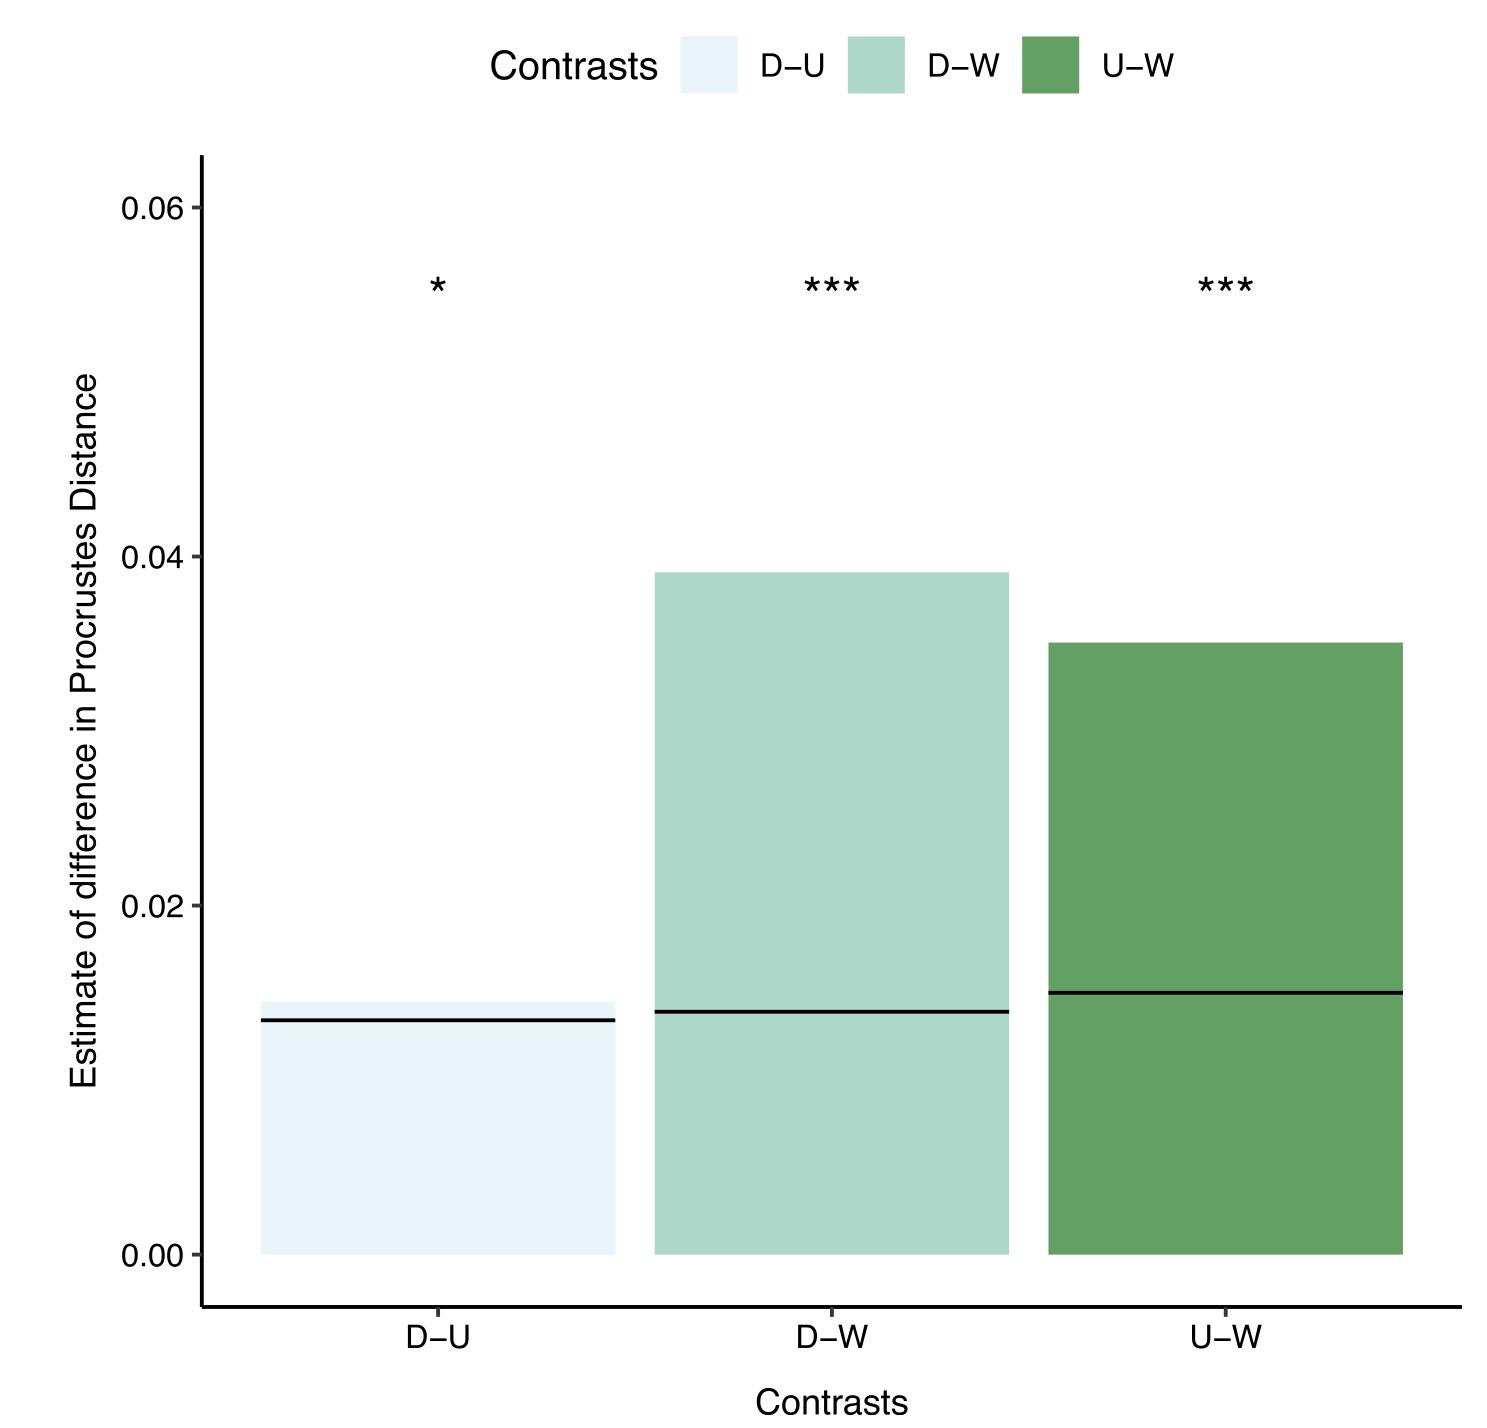 Contrasts D–U D–W U–W
0.06
* *** ***
Estimate of difference in Procrustes Distance
0.04
0.02
0.00
D–U D–W U–W
Contrasts